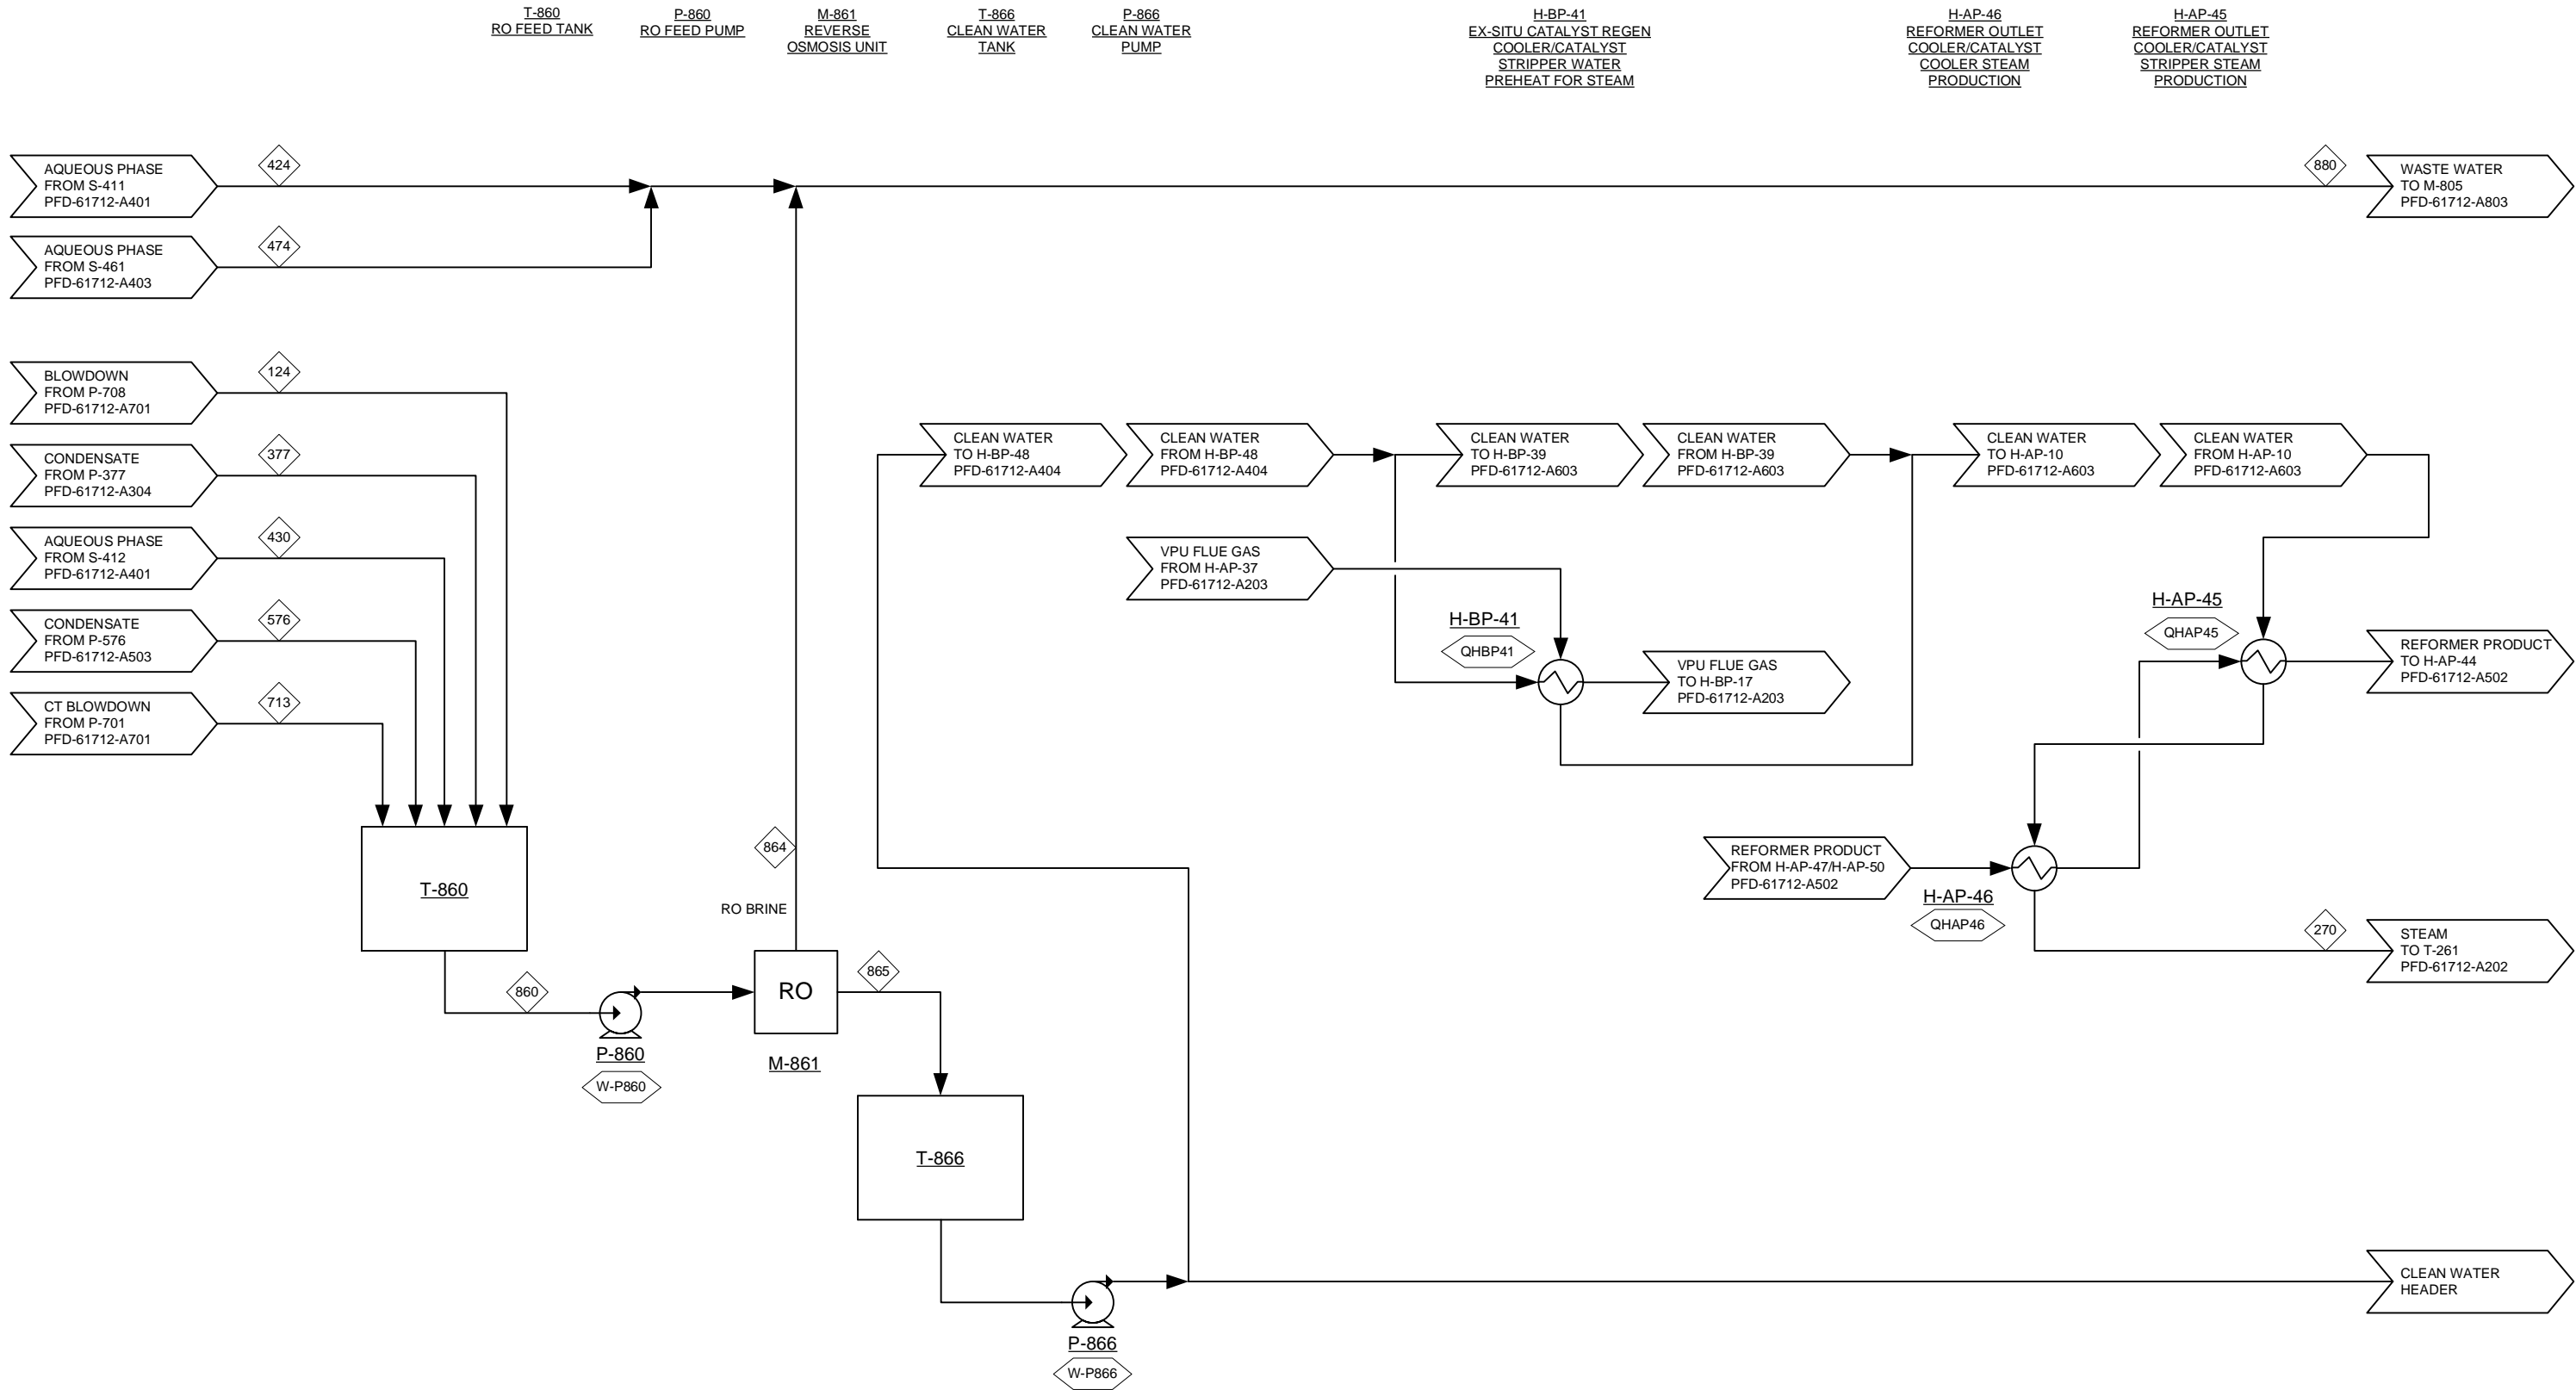 T-860
RO FEED TANK
P-860
RO FEED PUMP
M-861
REVERSE
OSMOSIS UNIT
T-866
CLEAN WATER
TANK
P-866
CLEAN WATER
PUMP
H-BP-41
EX-SITU CATALYST REGEN
COOLER/CATALYST
STRIPPER WATER
PREHEAT FOR STEAM
H-AP-46
REFORMER OUTLET
COOLER/CATALYST
COOLER STEAM
PRODUCTION
H-AP-45
REFORMER OUTLET
COOLER/CATALYST
STRIPPER STEAM
PRODUCTION
AQUEOUS PHASE
FROM S-411
PFD-61712-A401
424
880
WASTE WATER
TO M-805
PFD-61712-A803
AQUEOUS PHASE
FROM S-461
PFD-61712-A403
474
BLOWDOWN
FROM P-708
PFD-61712-A701
124
CONDENSATE
FROM P-377
PFD-61712-A304
377
CLEAN WATER
TO H-BP-48
PFD-61712-A404
CLEAN WATER
FROM H-BP-48
PFD-61712-A404
CLEAN WATER
TO H-BP-39
PFD-61712-A603
CLEAN WATER
FROM H-BP-39
PFD-61712-A603
CLEAN WATER
TO H-AP-10
PFD-61712-A603
CLEAN WATER
FROM H-AP-10
PFD-61712-A603
AQUEOUS PHASE
FROM S-412
PFD-61712-A401
430
VPU FLUE GAS
FROM H-AP-37
PFD-61712-A203
CONDENSATE
FROM P-576
PFD-61712-A503
576
H-BP-41
QHBP41
VPU FLUE GAS
TO H-BP-17
PFD-61712-A203
H-AP-45
QHAP45
REFORMER PRODUCT
TO H-AP-44
PFD-61712-A502
CT BLOWDOWN
FROM P-701
PFD-61712-A701
713
T-860
864
RO BRINE
REFORMER PRODUCT
FROM H-AP-47/H-AP-50
PFD-61712-A502
H-AP-46
QHAP46
270
STEAM
TO T-261
PFD-61712-A202
860
P-860
W-P860
RO
M-861
865
T-866
P-866
W-P866
CLEAN WATER
HEADER